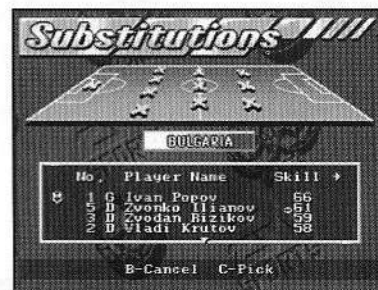 Substitutions
BULGARIA
No. Player Name Skill
1 G Ivan Popov 66
5 D Zvonko Ilianov 61
3 D Zvodan Rizikov 59
2 D Vladi Krutov 58
B-Cancel C-Pick